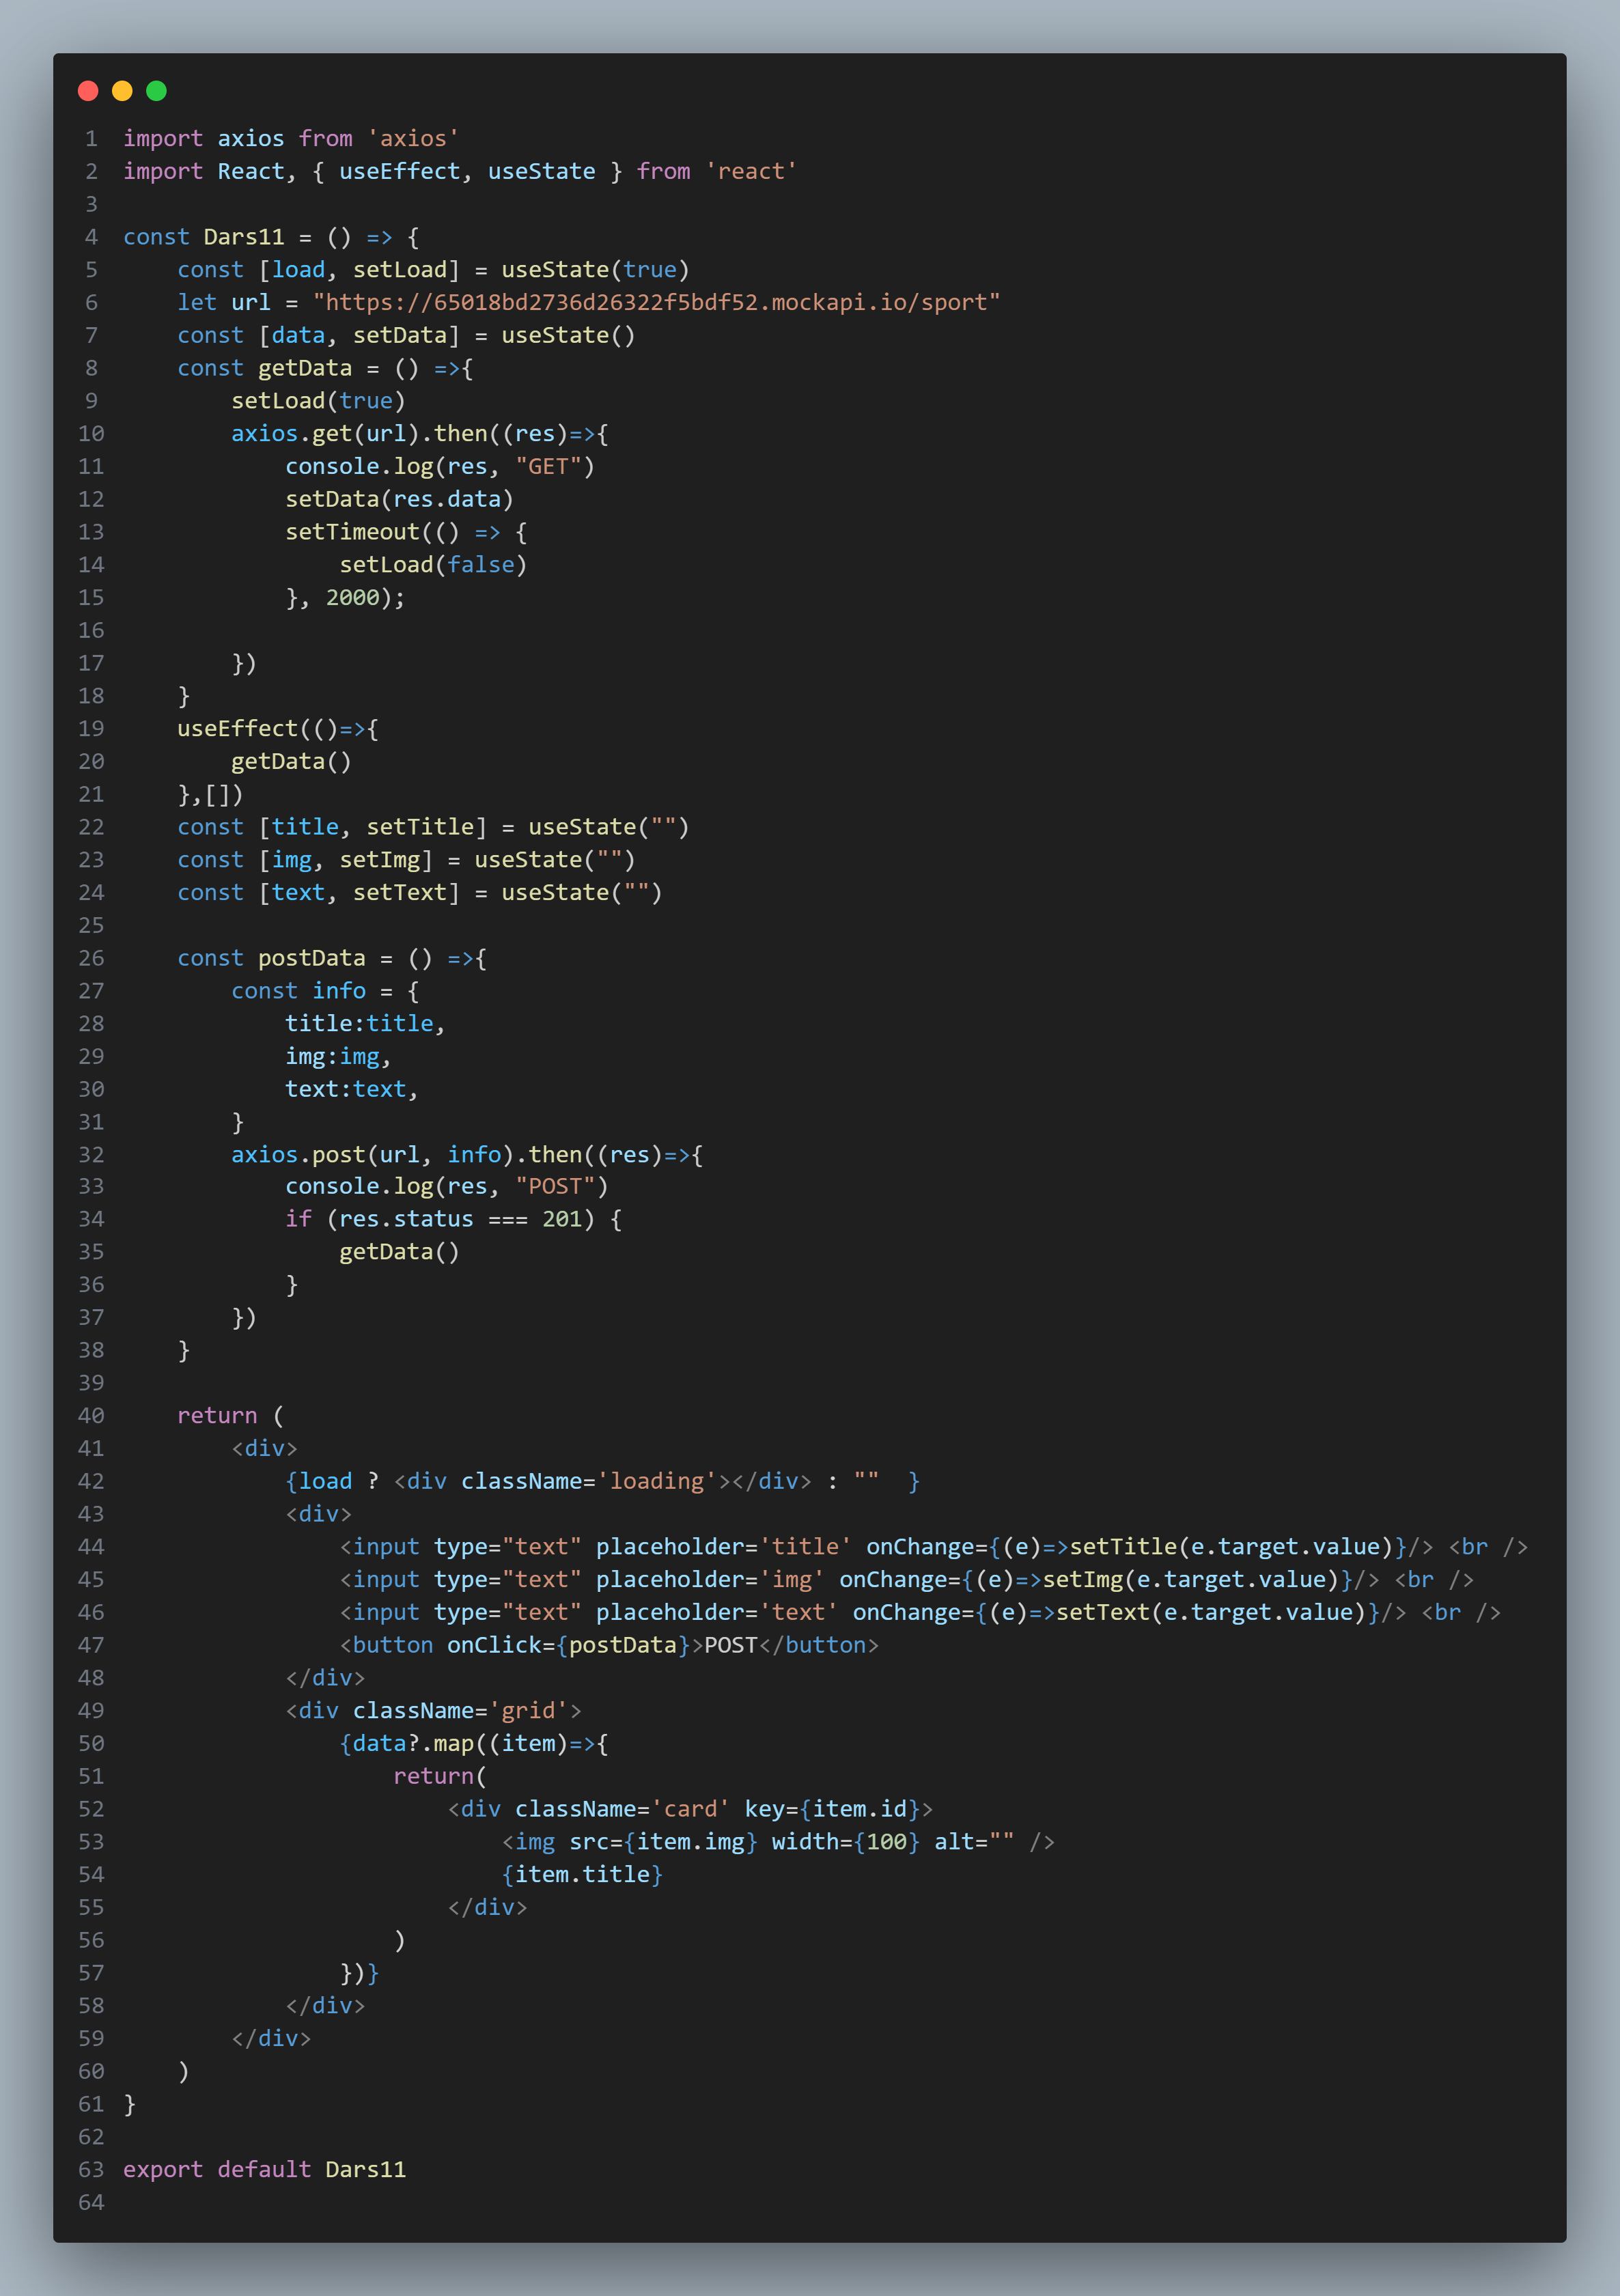 1 import axios from 'axios'
2 import React, { useEffect, useState } from 'react'
3
4 const Dars11 = () => {
5     const [load, setLoad] = useState(true)
6     let url = "https://65018bd2736d26322f5bdf52.mockapi.io/sport"
7     const [data, setData] = useState()
8     const getData = () =>{
9         setLoad(true)
10         axios.get(url).then((res)=>{
11             console.log(res, "GET")
12             setData(res.data)
13             setTimeout(() => {
14                 setLoad(false)
15             }, 2000);
16
17         })
18     }
19     useEffect(()=>{
20         getData()
21     },[])
22     const [title, setTitle] = useState("")
23     const [img, setImg] = useState("")
24     const [text, setText] = useState("")
25
26     const postData = () =>{
27         const info = {
28             title:title,
29             img:img,
30             text:text,
31         }
32         axios.post(url, info).then((res)=>{
33             console.log(res, "POST")
34             if (res.status === 201) {
35                 getData()
36             }
37         })
38     }
39
40     return (
41         <div>
42             {load ? <div className='loading'></div> : ""  }
43             <div>
44                 <input type="text" placeholder='title' onChange={(e)=>setTitle(e.target.value)}/> <br />
45                 <input type="text" placeholder='img' onChange={(e)=>setImg(e.target.value)}/> <br />
46                 <input type="text" placeholder='text' onChange={(e)=>setText(e.target.value)}/> <br />
47                 <button onClick={postData}>POST</button>
48             </div>
49             <div className='grid'>
50                 {data?.map((item)=>{
51                     return(
52                         <div className='card' key={item.id}>
53                             <img src={item.img} width={100} alt="" />
54                             {item.title}
55                         </div>
56                     )
57                 })}
58             </div>
59         </div>
60     )
61 }
62
63 export default Dars11
64